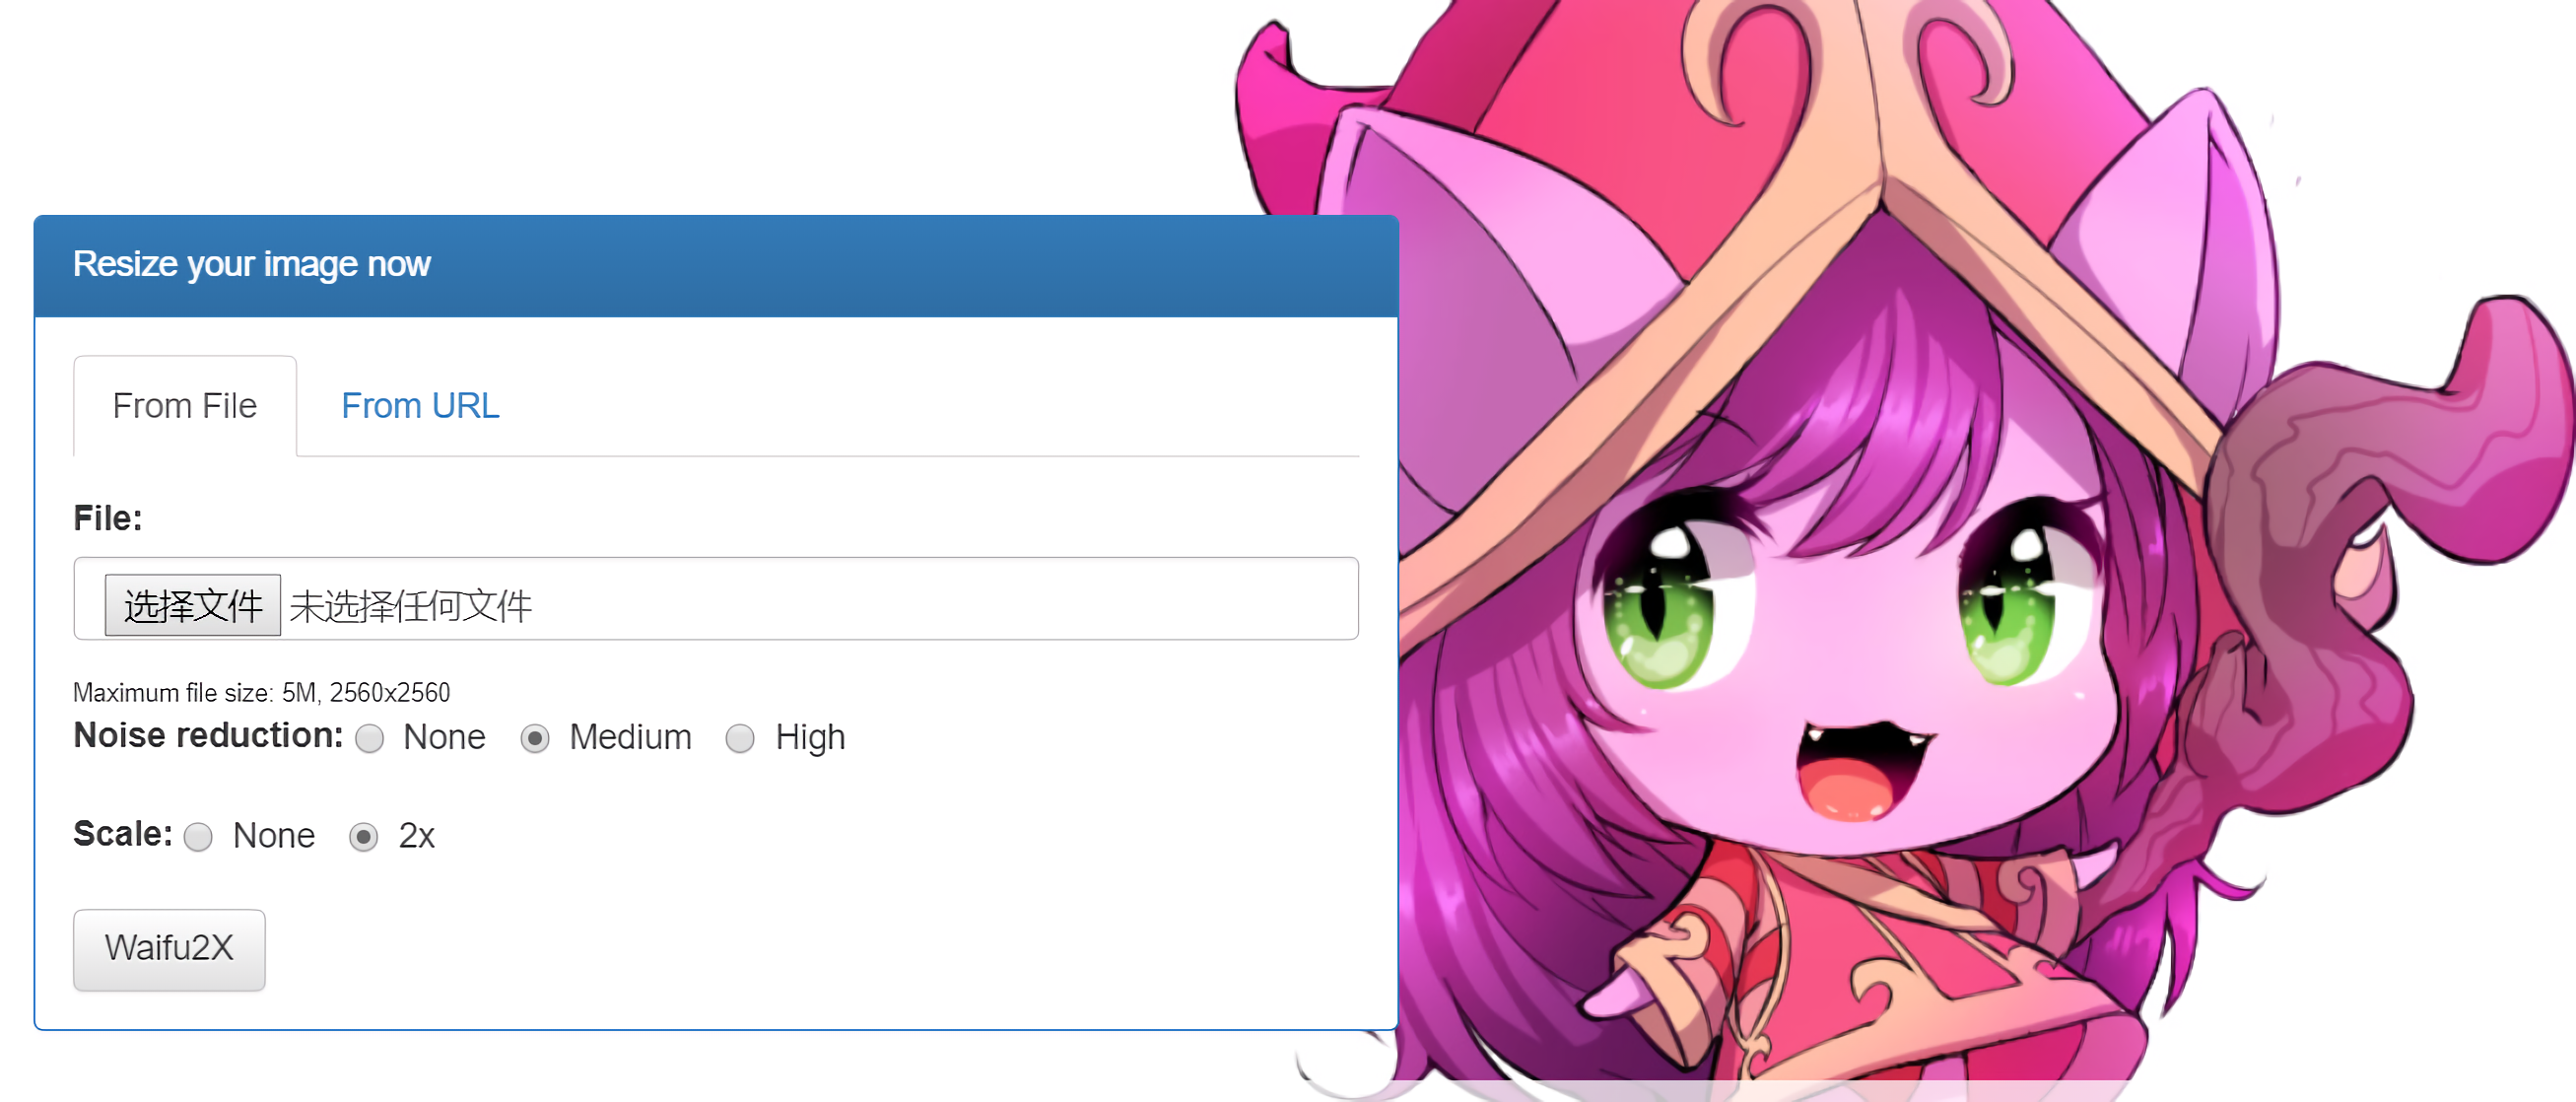 Resize your image now
From File From URL
File:
选择文件 未选择任何文件
Maximum file size: 5M, 2560x2560
Noise reduction: None Medium High
Scale: None 2x
Waifu2X